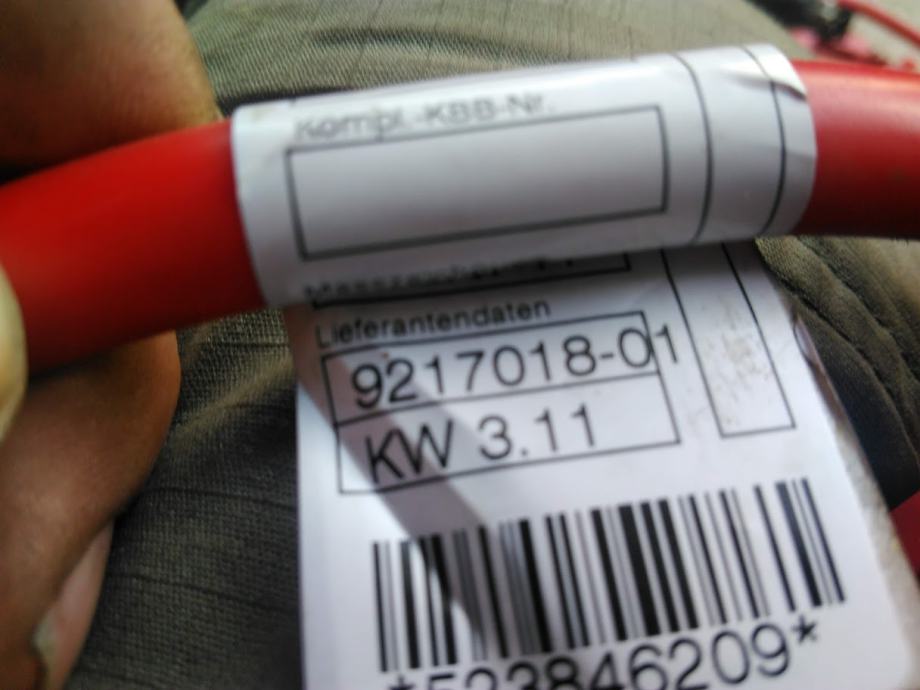 Kompl.-KBB-Nr.
Lieferantendaten
9217018-01
KW 3.11
*523846209*